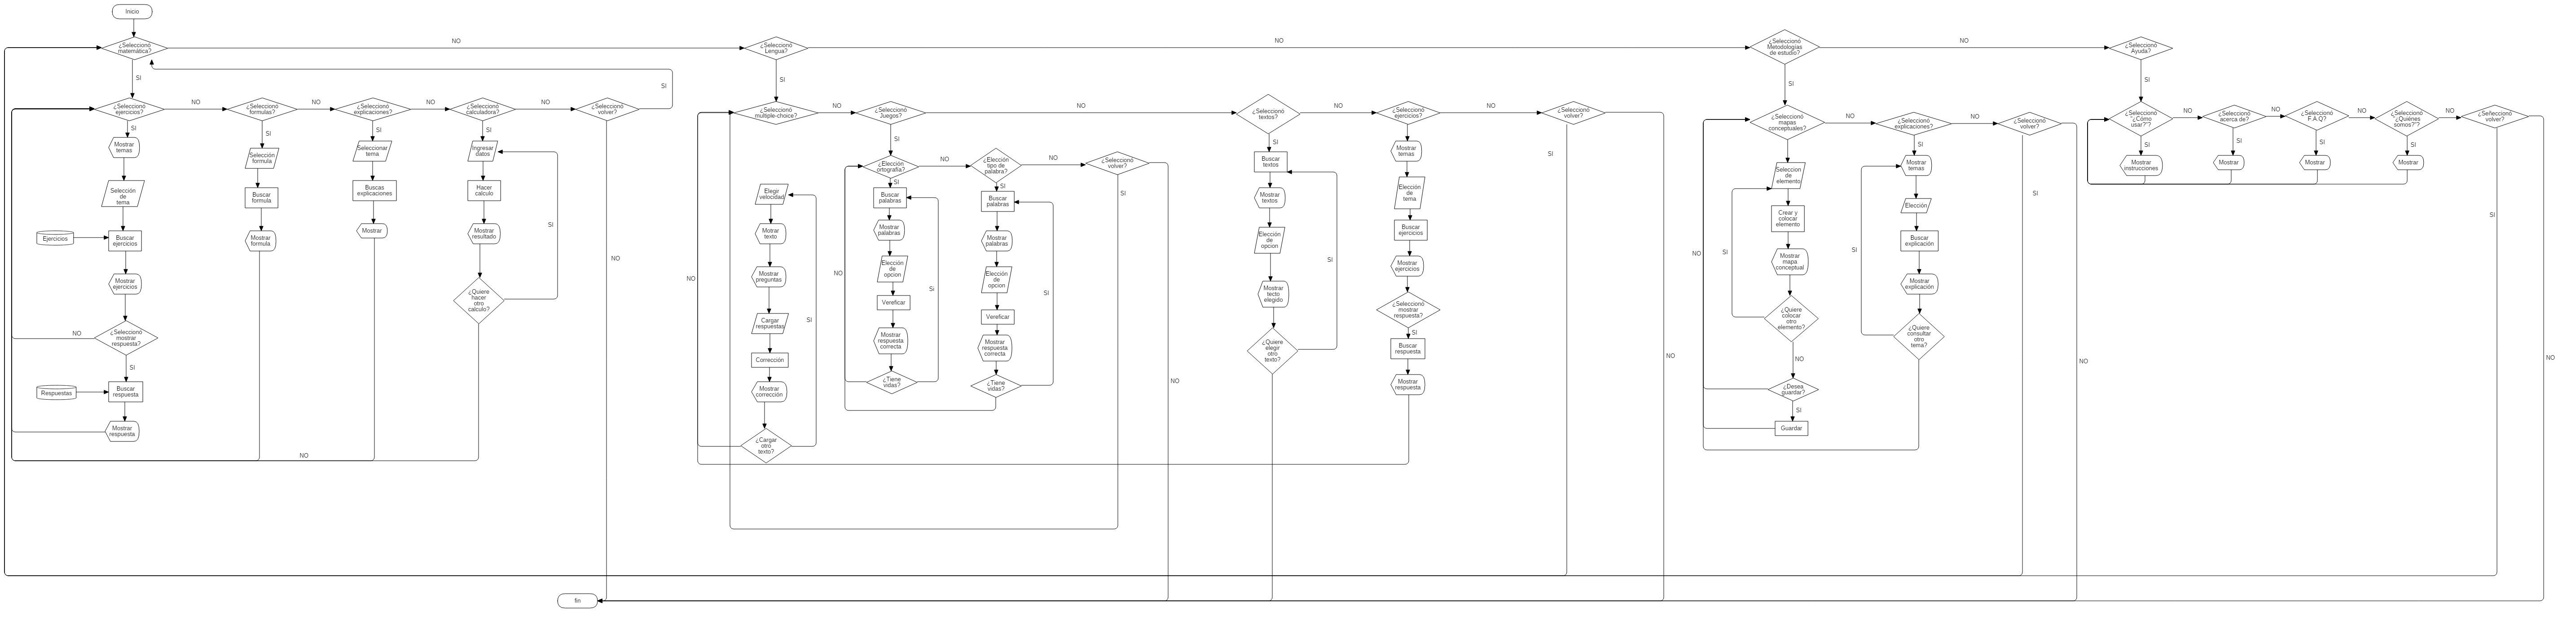 Inicio
¿Seleccionó
matemática?
NO
¿Seleccionó
Lengua?
NO
¿Seleccionó
Metodologías
de estudio?
NO
¿Seleccionó
Ayuda?
SI
SI
SI
SI
SI
¿Seleccionó
ejercicios?
NO
¿Seleccionó
formulas?
NO
¿Seleccionó
explicaciones?
NO
¿Seleccionó
calculadora?
NO
¿Seleccionó
volver?
SI
Mostrar
temas
Selección
de
tema
Ejercicios
Buscar
ejercicios
Mostrar
ejercicios
¿Seleccionó
mostrar
respuesta?
NO
SI
Respuestas
Buscar
respuesta
Mostrar
respuesta
SI
Selección
formula
Buscar
formula
Mostrar
formula
SI
Seleccionar
tema
Buscas
explicaciones
Mostrar
SI
Ingresar
datos
Hacer
calculo
Mostrar
resultado
¿Quiere
hacer
otro
calculo?
SI
NO
NO
¿Seleccionó
multiple-choice?
NO
¿Seleccionó
Juegos?
NO
¿Seleccionó
textos?
NO
¿Seleccionó
ejercicios?
NO
¿Seleccionó
volver?
Elegir
velocidad
Motrar
texto
Mostrar
preguntas
Cargar
respuestas
Corrección
Mostrar
corrección
¿Cargar
otro
texto?
SI
NO
SI
¿Elección
ortografía?
NO
¿Elección
tipo de
palabra?
NO
¿Seleccionó
volver?
SI
Buscar
palabras
Mostrar
palabras
Elección
de
opcion
Vereficar
Mostrar
respuesta
correcta
¿Tiene
vidas?
Si
NO
SI
Buscar
palabras
Mostrar
palabras
Elección
de
opcion
Vereficar
Mostrar
respuesta
correcta
¿Tiene
vidas?
SI
SI
NO
SI
Buscar
textos
Mostrar
textos
Elección
de
opcion
Mostrar
tecto
elegido
¿Quiere
elegir
otro
texto?
SI
SI
Mostrar
temas
Elección
de
tema
Buscar
ejercicios
Mostrar
ejercicios
¿Seleccionó
mostrar
respuesta?
SI
Buscar
respuesta
Mostrar
respuesta
SI
NO
¿Seleccionó
mapas
conceptuales?
NO
¿Seleccionó
explicaciones?
NO
¿Seleccionó
volver?
SI
Seleccion
de
elemento
Crear y
colocar
elemento
Mostrar
mapa
conceptual
¿Quiere
colocar
otro
elemento?
SI
NO
NO
¿Desea
guardar?
SI
Guardar
SI
Mostrar
temas
Elección
Buscar
explicación
Mostrar
explicación
¿Quiere
consultar
otro
tema?
SI
SI
NO
¿Seleccionó
"¿Cómo
usar?"?
NO
¿Seleccionó
acerca de?
NO
¿Seleccionó
F.A.Q?
NO
¿Seleccionó
"¿Quiénes
somos?"?
NO
¿Seleccionó
volver?
SI
Mostrar
instrucciones
SI
Mostrar
SI
Mostrar
SI
Mostrar
SI
NO
fin